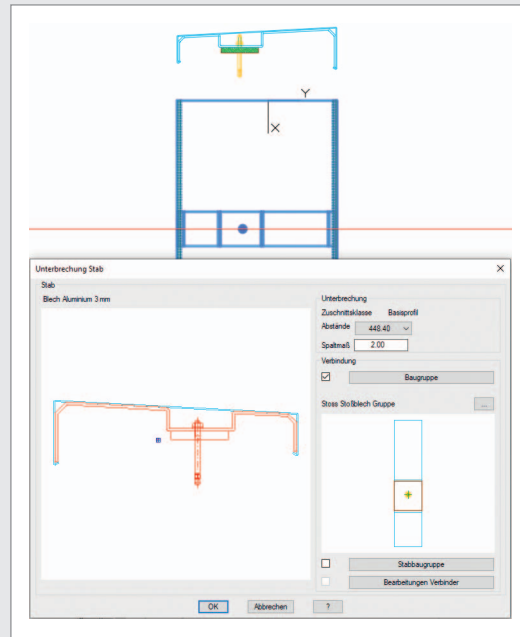 Y
X
Unterbrechung Stab
Stab
Blech Aluminium 3 mm
Unterbrechung
Zuschnittsklasse Basisprofil
Abstände 448.40
Spaltmaß 2.00
Verbindung
Baugruppe
Stoss Stoßblech Gruppe ...
Stabbaugruppe
Bearbeitungen Verbinder
OK Abbrechen ?